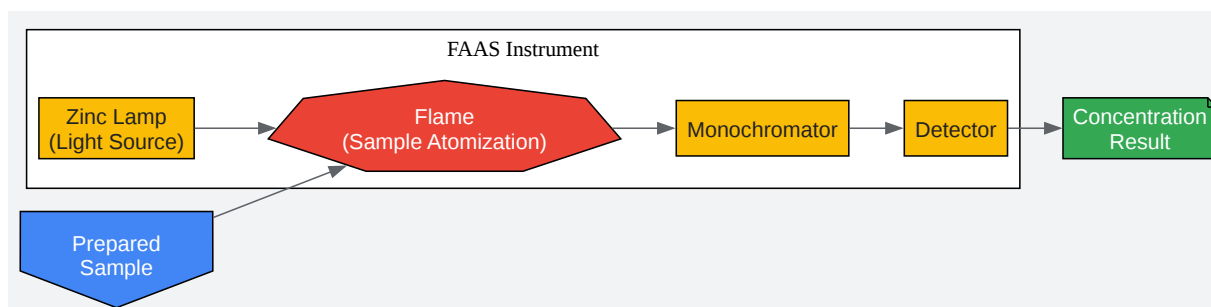 FAAS Instrument
Zinc Lamp
(Light Source)
Flame
(Sample Atomization)
Monochromator
Detector
Concentration
Result
Prepared
Sample